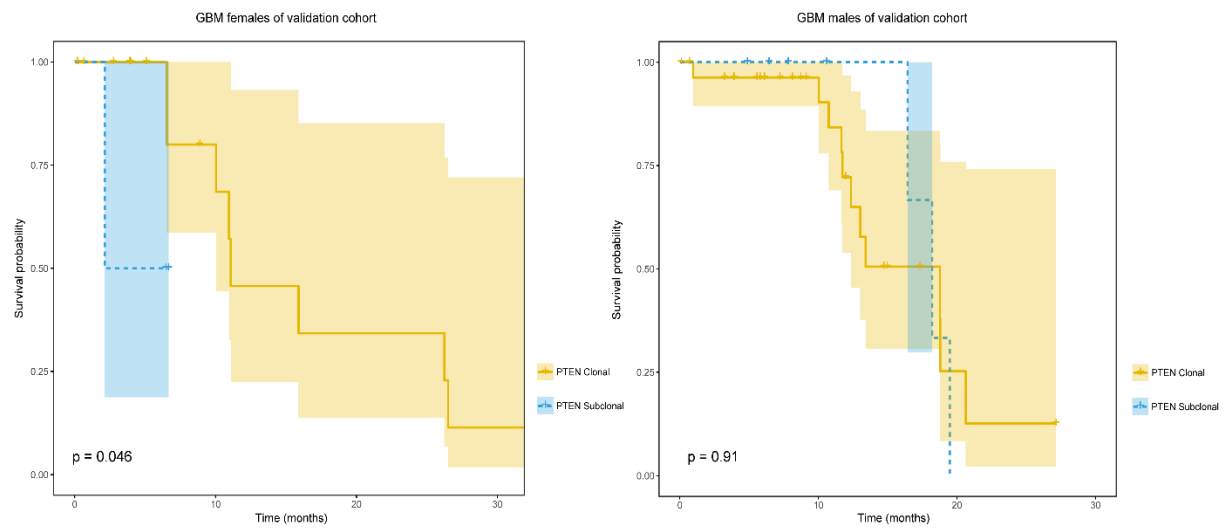 GBM females of validation cohort
Survival probability
1.00
0.75
0.50
0.25
0.00
p = 0.046
0
10
20
30
Time (months)
PTEN Clonal
PTEN Subclonal
GBM males of validation cohort
Survival probability
1.00
0.75
0.50
0.25
0.00
p = 0.91
0
10
20
30
Time (months)
PTEN Clonal
PTEN Subclonal